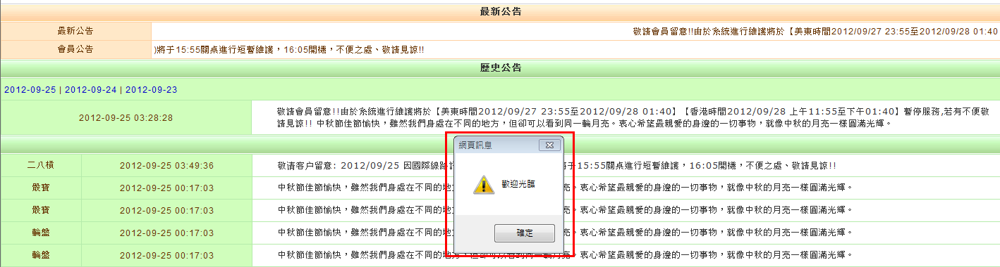 最新公告
最新公告 敬請會員留意!!由於系統進行維護將於【美東時間2012/09/27 23:55至2012/09/28 01:40
會員公告 )將于15:55關桌進行短暫維護，16:05開機，不便之處、敬請見諒!!
歷史公告
2012-09-25 | 2012-09-24 | 2012-09-23
2012-09-25 03:28:28 敬請會員留意!!由於系統進行維護將於【美東時間2012/09/27 23:55至2012/09/28 01:40】【香港時間2012/09/28 上午11:55至下午01:40】暫停服務,若有不便敬
請見諒!! 中秋節佳節愉快，雖然我們身處在不同的地方，但卻可以看到同一輪月亮。衷心希望最親愛的身邊的一切事物，就像中秋的月亮一樣圓滿光輝。
網頁訊息
歡迎光臨
確定
二八槓 2012-09-25 03:49:36 敬请客户留意: 2012/09/25 因國際線路 于15:55關桌進行短暫維護，16:05開機，不便之處、敬請見諒!!
骰寶 2012-09-25 00:17:03 中秋節佳節愉快，雖然我們身處在不同的地 亮。衷心希望最親愛的身邊的一切事物，就像中秋的月亮一樣圓滿光輝。
骰寶 2012-09-25 00:17:03 中秋節佳節愉快，雖然我們身處在不同的地 亮。衷心希望最親愛的身邊的一切事物，就像中秋的月亮一樣圓滿光輝。
輪盤 2012-09-25 00:17:03 中秋節佳節愉快，雖然我們身處在不同的地 亮。衷心希望最親愛的身邊的一切事物，就像中秋的月亮一樣圓滿光輝。
輪盤 2012-09-25 00:17:03 中秋節佳節愉快，雖然我們身處在不同的地方，但卻可以看到同一輪月亮。衷心希望最親愛的身邊的一切事物，就像中秋的月亮一樣圓滿光輝。